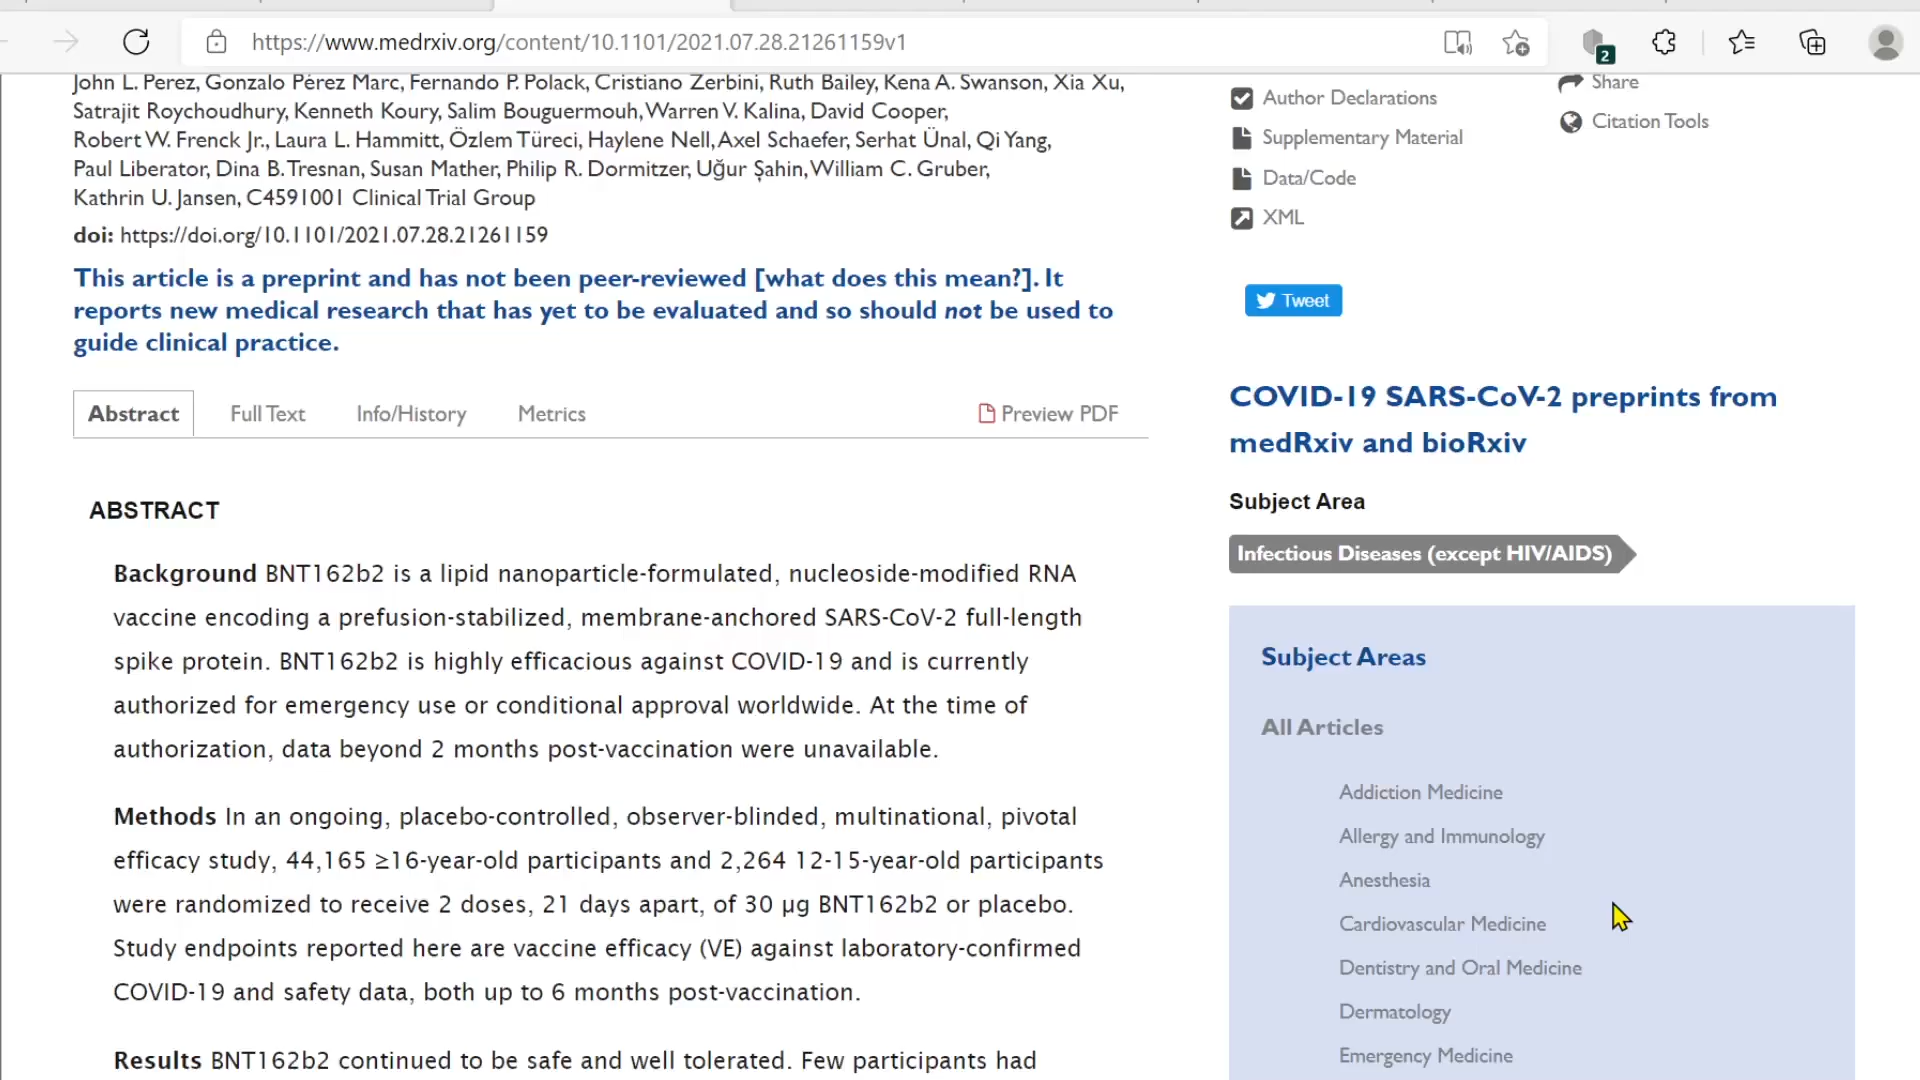 https://www.medrxiv.org/content/10.1101/2021.07.28.21261159v1
2
John L. Perez, Gonzalo Pérez Marc, Fernando P. Polack, Cristiano Zerbini, Ruth Bailey, Kena A. Swanson, Xia Xu,
Satrajit Roychoudhury, Kenneth Koury, Salim Bouguermouh, Warren V. Kalina, David Cooper,
Robert W. Frenck Jr., Laura L. Hammitt, Özlem Türeci, Haylene Nell, Axel Schaefer, Serhat Ünal, Qi Yang,
Paul Liberator, Dina B. Tresnan, Susan Mather, Philip R. Dormitzer, Uğur Şahin, William C. Gruber,
Kathrin U. Jansen, C4591001 Clinical Trial Group
doi: https://doi.org/10.1101/2021.07.28.21261159
This article is a preprint and has not been peer-reviewed [what does this mean?]. It
reports new medical research that has yet to be evaluated and so should not be used to
guide clinical practice.
Abstract Full Text Info/History Metrics Preview PDF
ABSTRACT
Background BNT162b2 is a lipid nanoparticle-formulated, nucleoside-modified RNA
vaccine encoding a prefusion-stabilized, membrane-anchored SARS-CoV-2 full-length
spike protein. BNT162b2 is highly efficacious against COVID-19 and is currently
authorized for emergency use or conditional approval worldwide. At the time of
authorization, data beyond 2 months post-vaccination were unavailable.
Methods In an ongoing, placebo-controlled, observer-blinded, multinational, pivotal
efficacy study, 44,165 ≥16-year-old participants and 2,264 12-15-year-old participants
were randomized to receive 2 doses, 21 days apart, of 30 µg BNT162b2 or placebo.
Study endpoints reported here are vaccine efficacy (VE) against laboratory-confirmed
COVID-19 and safety data, both up to 6 months post-vaccination.
Results BNT162b2 continued to be safe and well tolerated. Few participants had
Author Declarations
Supplementary Material
Data/Code
XML
Share
Citation Tools
Tweet
COVID-19 SARS-CoV-2 preprints from
medRxiv and bioRxiv
Subject Area
Infectious Diseases (except HIV/AIDS)
Subject Areas
All Articles
Addiction Medicine
Allergy and Immunology
Anesthesia
Cardiovascular Medicine
Dentistry and Oral Medicine
Dermatology
Emergency Medicine